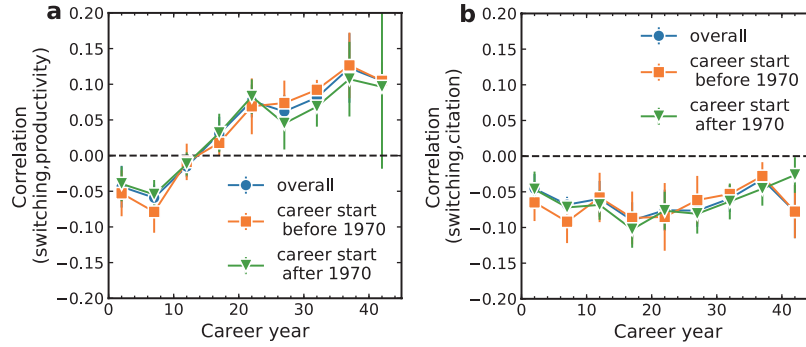 a
0.20
0.15
0.10
0.05
0.00
−0.05
−0.10
−0.15
−0.20
Correlation
(switching,productivity)
overall
career start
before 1970
career start
after 1970
0 10 20 30 40
Career year
b
0.20
0.15
0.10
0.05
0.00
−0.05
−0.10
−0.15
−0.20
Correlation
(switching,citation)
overall
career start
before 1970
career start
after 1970
0 10 20 30 40
Career year